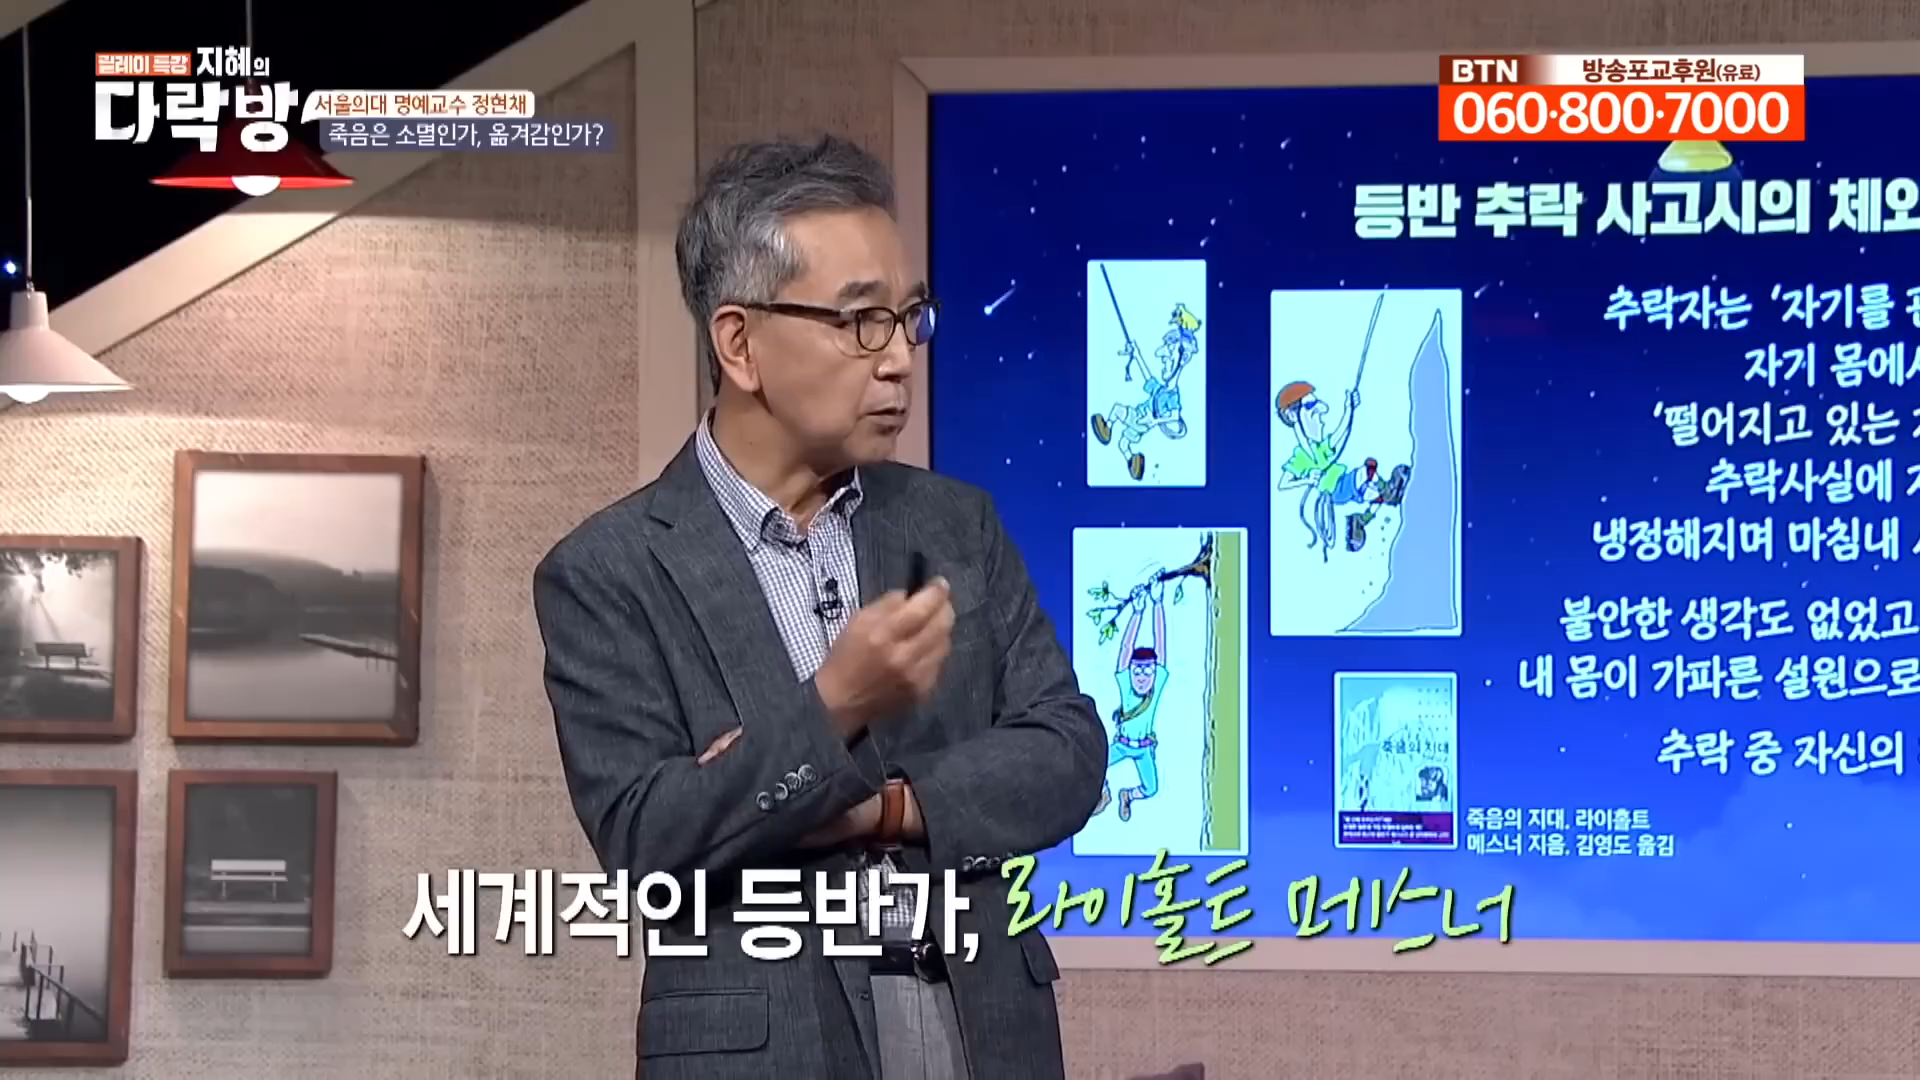 릴레이 특강 지혜의
다락방
서울의대 명예교수 정현채
죽음은 소멸인가, 옮겨감인가?
BTN 방송포교후원(유료)
060·800·7000
등반 추락 사고시의 체외
추락자는 '자기를
자기 몸에서
'떨어지고 있는
추락사실에
냉정해지며 마침내
불안한 생각도 없었고
내 몸이 가파른 설원으로
추락 중 자신의
죽음의 지대
죽음의 지대, 라이홀트
메스너 지음, 김영도 옮김
세계적인 등반가, 라이홀트 메스너